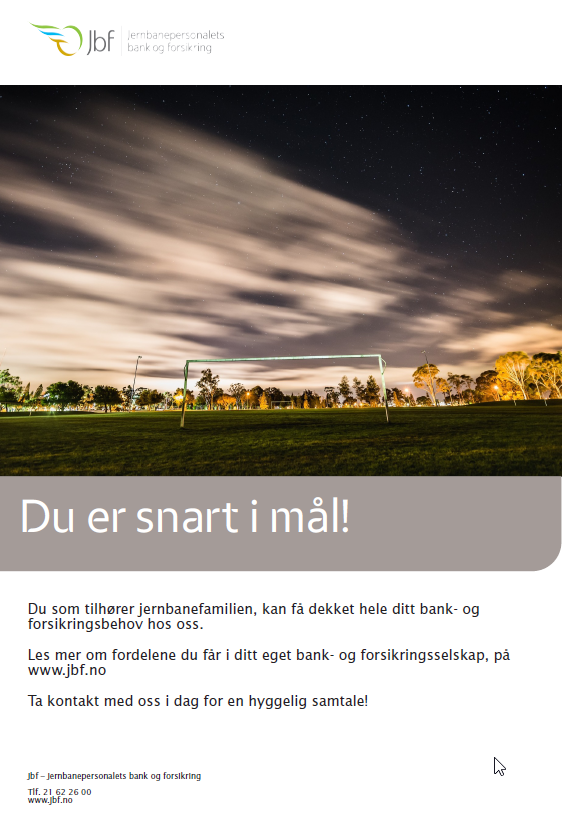 Jbf
Jernbanepersonalets
bank og forsikring
Du er snart i mål!
Du som tilhører jernbanefamilien, kan få dekket hele ditt bank- og
forsikringsbehov hos oss.
Les mer om fordelene du får i ditt eget bank- og forsikringsselskap, på
www.jbf.no
Ta kontakt med oss i dag for en hyggelig samtale!
Jbf – Jernbanepersonalets bank og forsikring
Tlf. 21 62 26 00
www.jbf.no